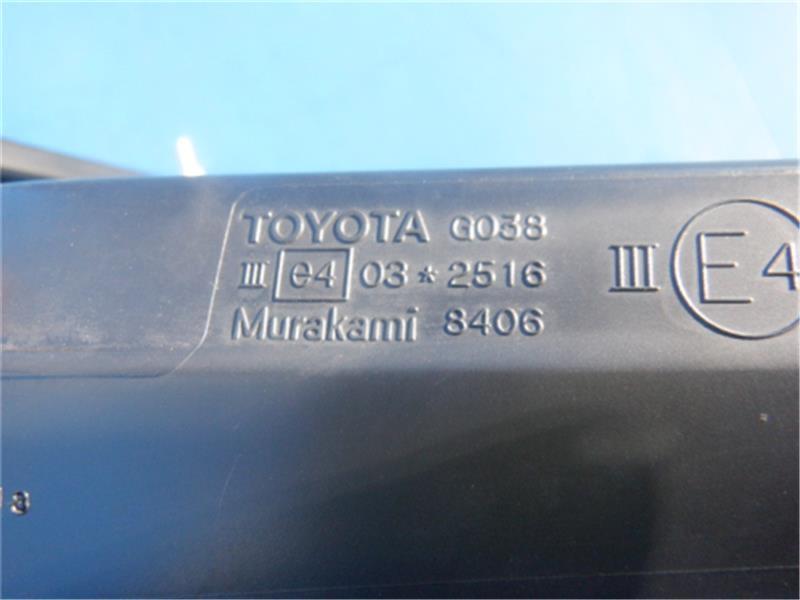 TOYOTA G038
III e4 03 * 2516
Murakami 8406
III E4